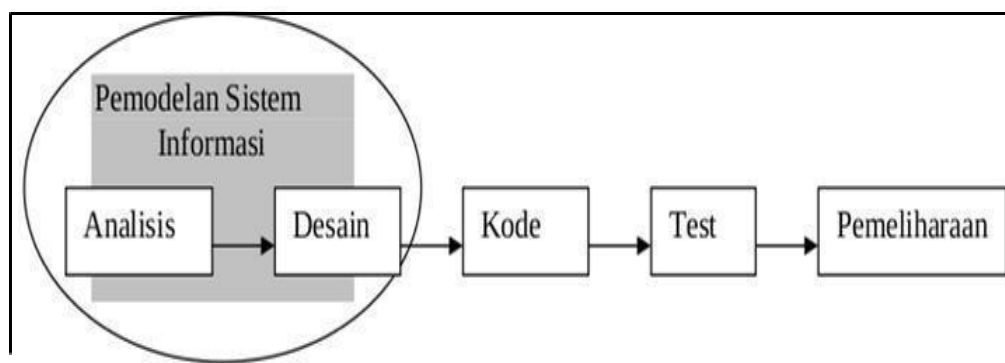 Pemodelan Sistem
Informasi
Analisis
Desain
Kode
Test
Pemeliharaan